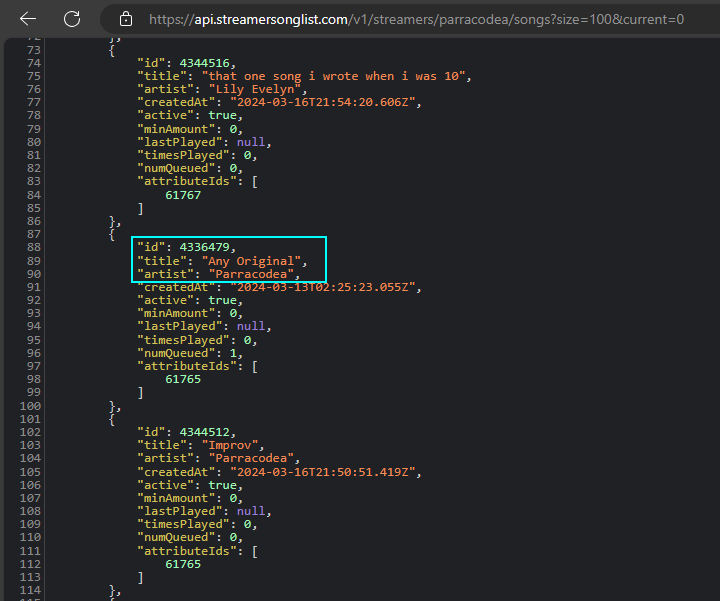 https://api.streamersonglist.com/v1/streamers/parracodea/songs?size=100&current=0
72 },
73 {
74 "id": 4344516,
75 "title": "that one song i wrote when i was 10",
76 "artist": "Lily Evelyn",
77 "createdAt": "2024-03-16T21:54:20.606Z",
78 "active": true,
79 "minAmount": 0,
80 "lastPlayed": null,
81 "timesPlayed": 0,
82 "numQueued": 0,
83 "attributeIds": [
84 61767
85 ]
86 },
87 {
88 "id": 4336479,
89 "title": "Any Original",
90 "artist": "Parracodea",
91 "createdAt": "2024-03-13T02:25:23.055Z",
92 "active": true,
93 "minAmount": 0,
94 "lastPlayed": null,
95 "timesPlayed": 0,
96 "numQueued": 1,
97 "attributeIds": [
98 61765
99 ]
100 },
101 {
102 "id": 4344512,
103 "title": "Improv",
104 "artist": "Parracodea",
105 "createdAt": "2024-03-16T21:50:51.419Z",
106 "active": true,
107 "minAmount": 0,
108 "lastPlayed": null,
109 "timesPlayed": 0,
110 "numQueued": 0,
111 "attributeIds": [
112 61765
113 ]
114 },
115 {